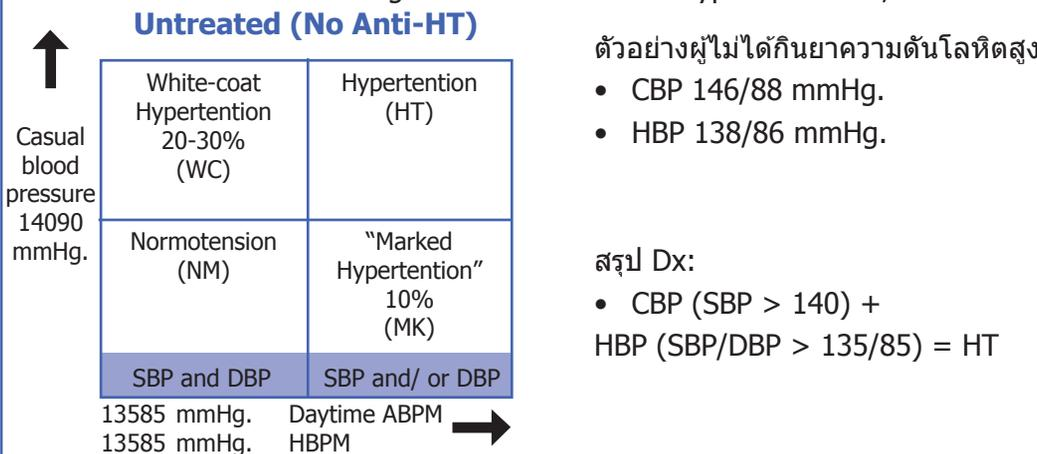 Untreated (No Anti-HT)
Casual
blood
pressure
14090
mmHg.
White-coat
Hypertention
20-30%
(WC)
Hypertention
(HT)
Normotension
(NM)
“Marked
Hypertention”
10%
(MK)
SBP and DBP
SBP and/ or DBP
13585 mmHg. Daytime ABPM
13585 mmHg. HBPM
ตัวอย่างผู้ไม่ได้กินยาความดันโลหิตสูง
• CBP 146/88 mmHg.
• HBP 138/86 mmHg.
สรุป Dx:
• CBP (SBP > 140) +
HBP (SBP/DBP > 135/85) = HT